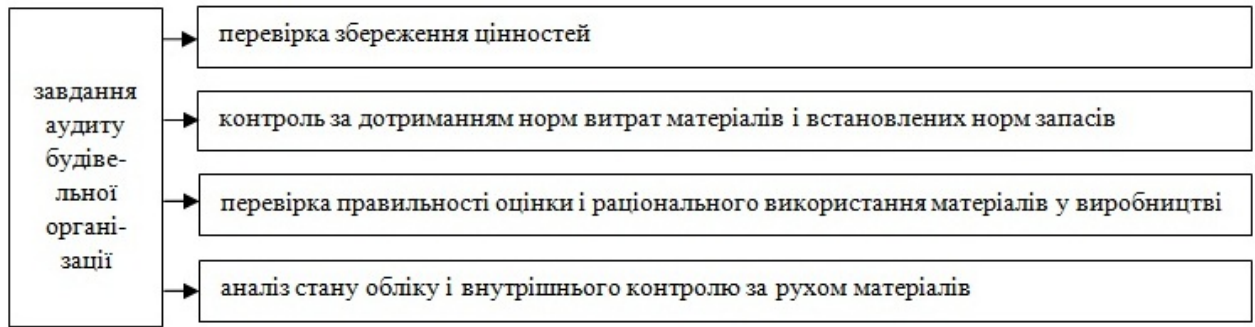 завдання
аудиту
будіве-
льної
органі-
зації
перевірка збереження цінностей
контроль за дотриманням норм витрат матеріалів і встановлених норм запасів
перевірка правильності оцінки і раціонального використання матеріалів у виробництві
аналіз стану обліку і внутрішнього контролю за рухом матеріалів